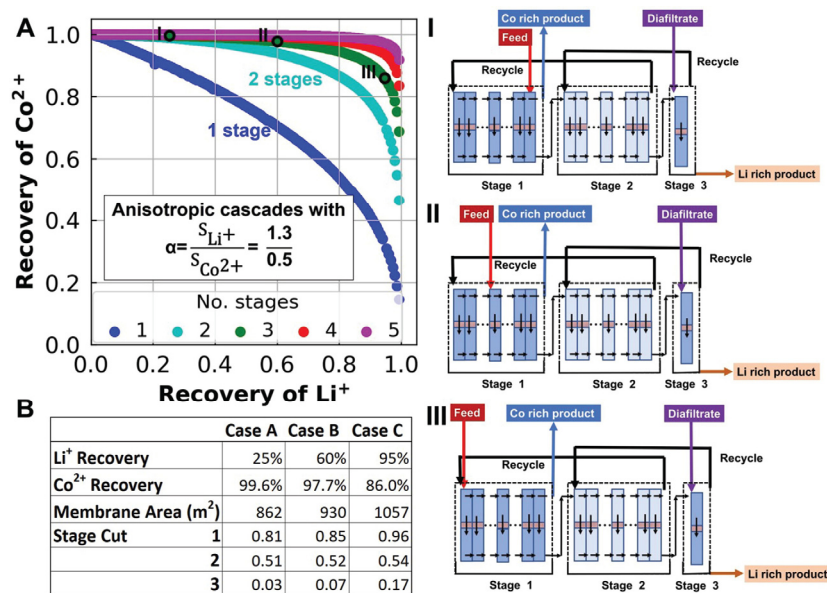 A
1.0
0.8
0.6
0.4
0.2
0.0
Recovery of Co2+
I
II
III
2 stages
1 stage
Anisotropic cascades with
α= SLi+ / SCo2+ = 1.3 / 0.5
No. stages
1 2 3 4 5
0.0 0.2 0.4 0.6 0.8 1.0
Recovery of Li+
B
Case A Case B Case C
Li+ Recovery 25% 60% 95%
Co2+ Recovery 99.6% 97.7% 86.0%
Membrane Area (m2) 862 930 1057
Stage Cut 1 0.81 0.85 0.96
2 0.51 0.52 0.54
3 0.03 0.07 0.17
I
Co rich product
Feed
Diafiltrate
Recycle
Recycle
Stage 1
Stage 2
Stage 3
Li rich product
II
Feed
Co rich product
Diafiltrate
Recycle
Recycle
Stage 1
Stage 2
Stage 3
Li rich product
III
Feed
Co rich product
Diafiltrate
Recycle
Recycle
Stage 1
Stage 2
Stage 3
Li rich product